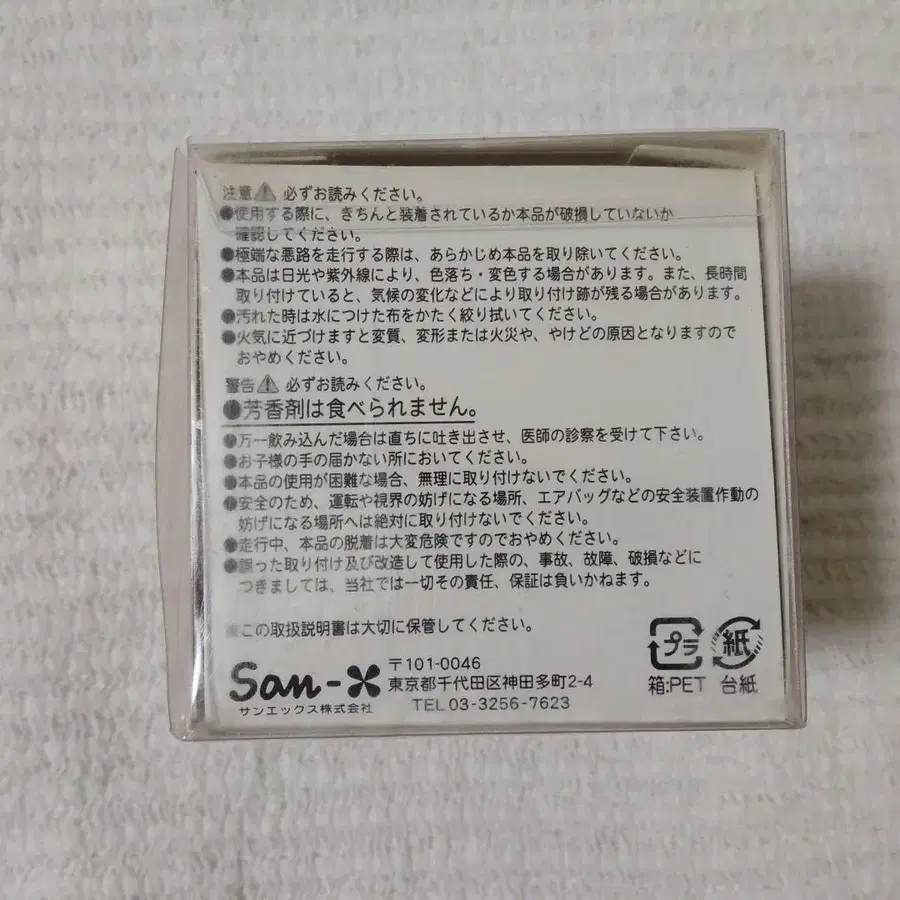 注意⚠ 必ずお読みください。
●使用する際に、きちんと装着されているか本品が破損していないか
確認してください。
●極端な悪路を走行する際は、あらかじめ本品を取り除いてください。
●本品は日光や紫外線により、色落ち・変色する場合があります。また、長時間
取り付けていると、気候の変化などにより取り付け跡が残る場合があります。
●汚れた時は水につけた布をかたく絞り拭いてください。
●火気に近づけますと変質、変形または火災や、やけどの原因となりますので
おやめください。
警告⚠ 必ずお読みください。
●芳香剤は食べられません。
●万一飲み込んだ場合は直ちに吐き出させ、医師の診察を受けて下さい。
●お子様の手の届かない所においてください。
●本品の使用が困難な場合、無理に取り付けないでください。
●安全のため、運転や視界の妨げになる場所、エアバッグなどの安全装置作動の
妨げになる場所へは絶対に取り付けないでください。
●走行中、本品の脱着は大変危険ですのでおやめください。
●誤った取り付け及び改造して使用した際の、事故、故障、破損などに
つきましては、当社では一切その責任、保証は負いかねます。
※この取扱説明書は大切に保管してください。
San-X
サンエックス株式会社
〒101-0046
東京都千代田区神田多町2-4
TEL 03-3256-7623
プラ 紙
箱:PET 台紙